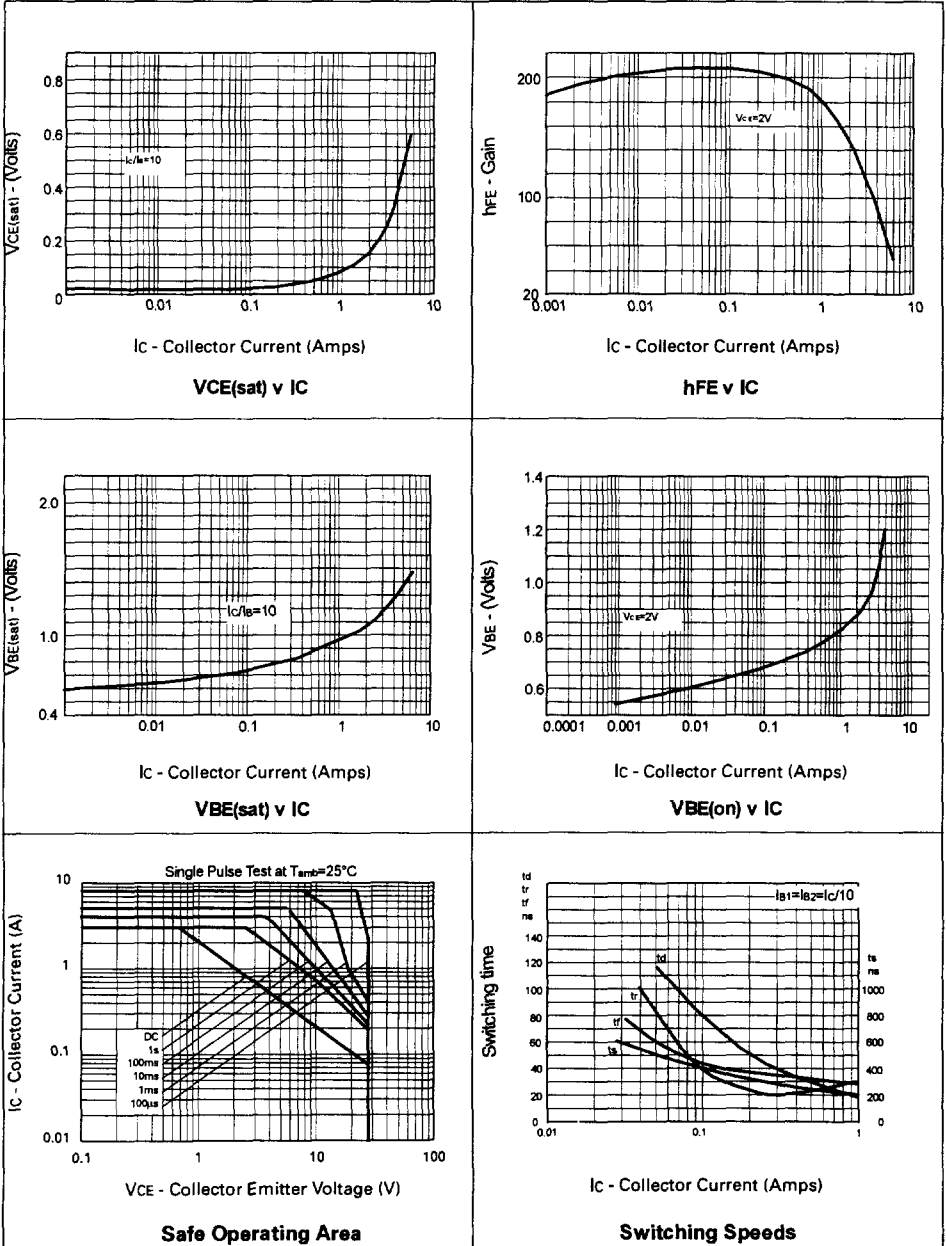 0.8
0.6
0.4
0.2
0
VCE(sat) - (Volts)
IC/IB=10
0.01
0.1
1
10
IC - Collector Current (Amps)
VCE(sat) v IC
200
100
20
hFE - Gain
VCE=2V
0.001
0.01
0.1
1
10
IC - Collector Current (Amps)
hFE v IC
2.0
1.0
0.4
VBE(sat) - (Volts)
IC/IB=10
0.01
0.1
1
10
IC - Collector Current (Amps)
VBE(sat) v IC
1.4
1.2
1.0
0.8
0.6
VBE - (Volts)
VCE=2V
0.0001
0.001
0.01
0.1
1
10
IC - Collector Current (Amps)
VBE(on) v IC
Single Pulse Test at Tamb=25°C
10
1
0.1
0.01
IC - Collector Current (A)
DC
1s
100ms
10ms
1ms
100µs
0.1
1
10
100
VCE - Collector Emitter Voltage (V)
Safe Operating Area
td
tr
tf
ns
IB1=IB2=IC/10
140
120
100
80
60
40
20
0
Switching time
td
tr
tf
ts
ts
ns
1000
800
600
400
200
0
0.01
0.1
1
IC - Collector Current (Amps)
Switching Speeds